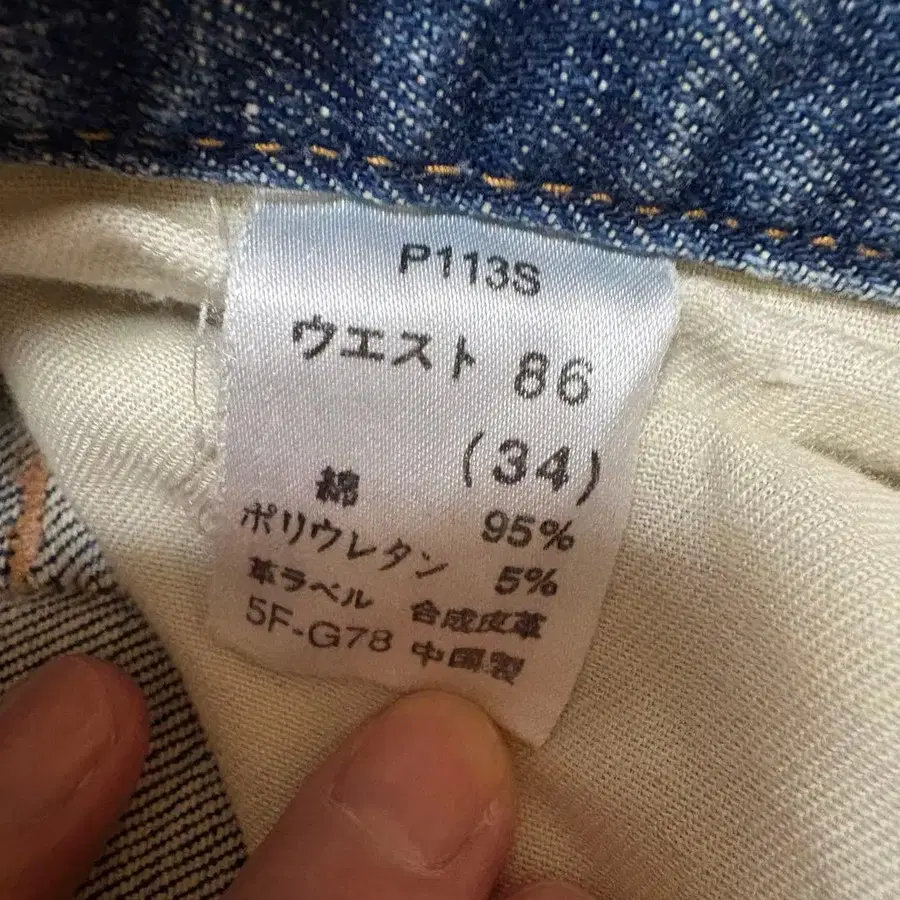 P113S
ウエスト 86
(34)
綿 95%
ポリウレタン 5%
革ラベル 合成皮革
5F-G78 中国製